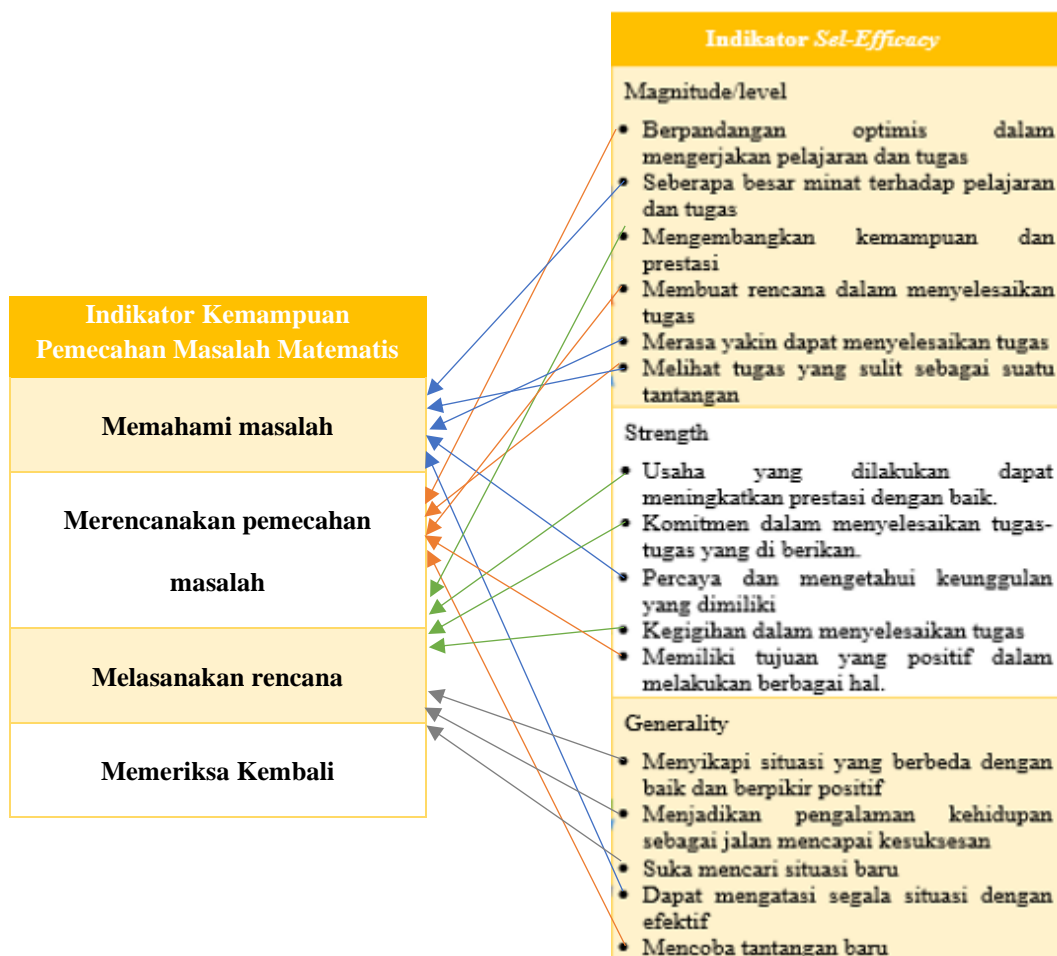 Indikator Kemampuan
Pemecahan Masalah Matematis
Memahami masalah
Merencanakan pemecahan
masalah
Melasanakan rencana
Memeriksa Kembali
Indikator Sel-Efficacy
Magnitude/level
• Berpandangan optimis dalam
mengerjakan pelajaran dan tugas
• Seberapa besar minat terhadap pelajaran
dan tugas
• Mengembangkan kemampuan dan
prestasi
• Membuat rencana dalam menyelesaikan
tugas
• Merasa yakin dapat menyelesaikan tugas
• Melihat tugas yang sulit sebagai suatu
tantangan
Strength
• Usaha yang dilakukan dapat
meningkatkan prestasi dengan baik.
• Komitmen dalam menyelesaikan tugas-
tugas yang di berikan.
• Percaya dan mengetahui keunggulan
yang dimiliki
• Kegigihan dalam menyelesaikan tugas
• Memiliki tujuan yang positif dalam
melakukan berbagai hal.
Generality
• Menyikapi situasi yang berbeda dengan
baik dan berpikir positif
• Menjadikan pengalaman kehidupan
sebagai jalan mencapai kesuksesan
• Suka mencari situasi baru
• Dapat mengatasi segala situasi dengan
efektif
• Mencoba tantangan baru